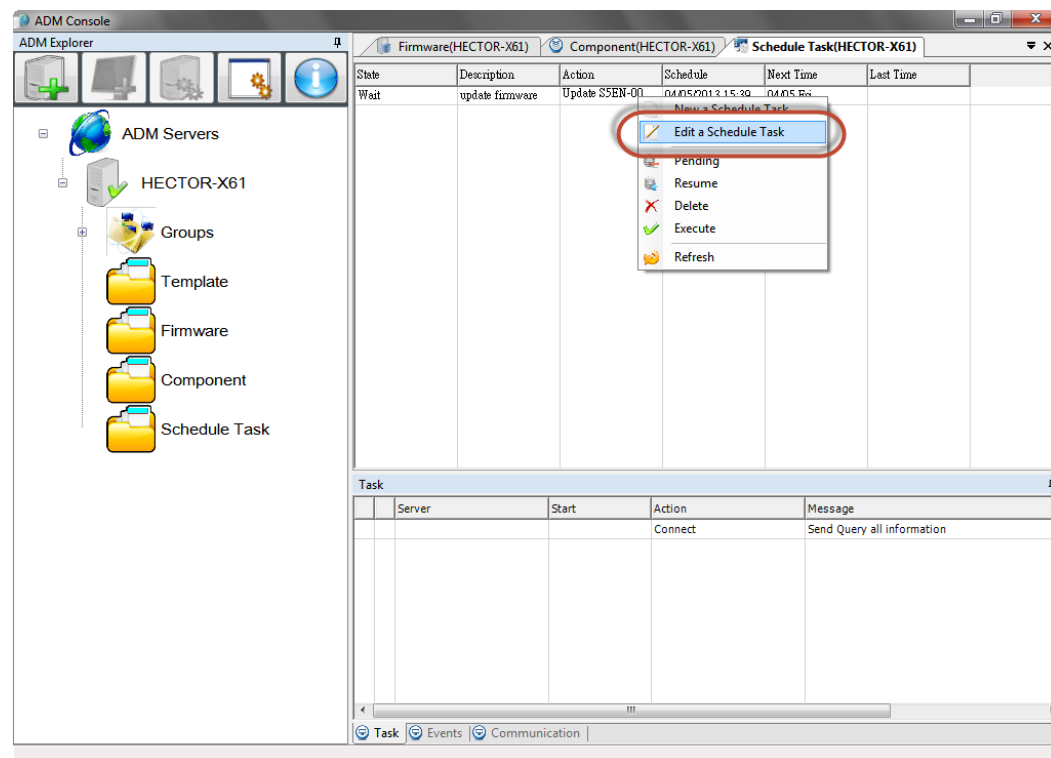 ADM Console
ADM Explorer
ADM Servers
HECTOR-X61
Groups
Template
Firmware
Component
Schedule Task
Firmware(HECTOR-X61) Component(HECTOR-X61) Schedule Task(HECTOR-X61)
State Description Action Schedule Next Time Last Time
Wait update firmware Update S5EN-00 04/05/2013 15:39 04/05 Fri
New a Schedule Task
Edit a Schedule Task
Pending
Resume
Delete
Execute
Refresh
Task
Server Start Action Message
Connect Send Query all information
Task Events Communication